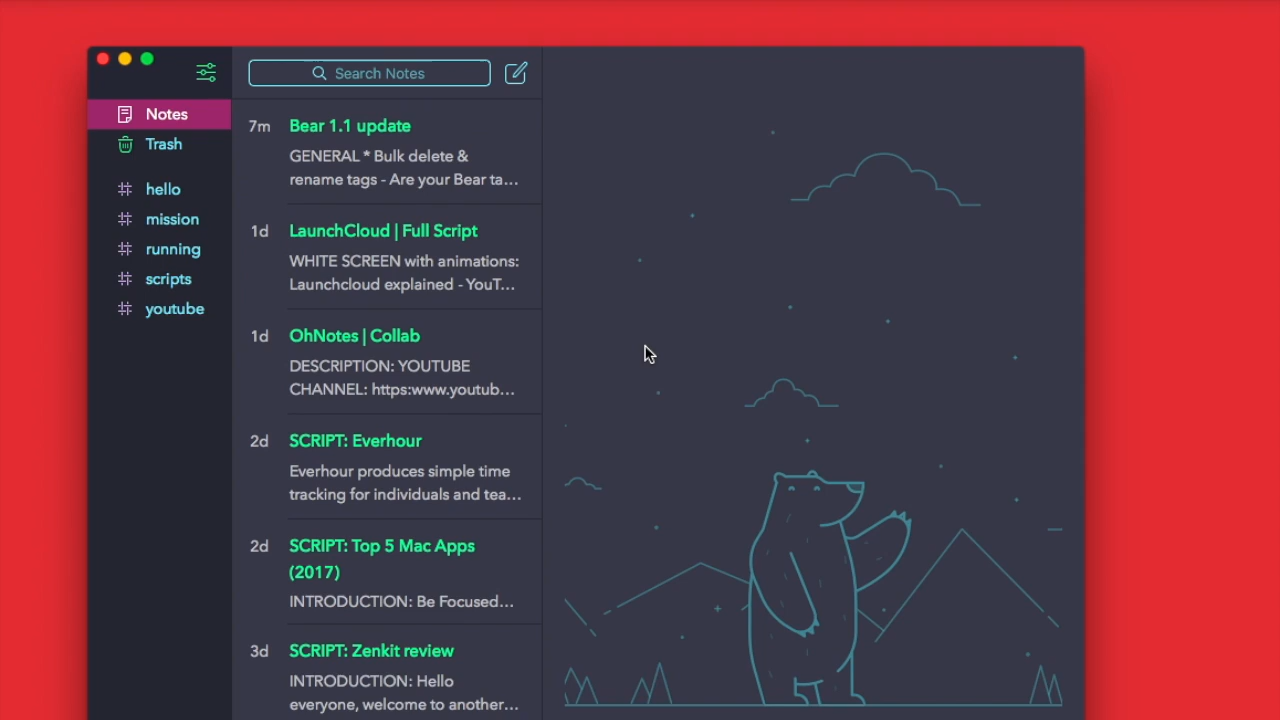 Search Notes
Notes
Trash
hello
mission
running
scripts
youtube
7m
Bear 1.1 update
GENERAL * Bulk delete &
rename tags - Are your Bear ta...
1d
LaunchCloud | Full Script
WHITE SCREEN with animations:
Launchcloud explained - YouT...
1d
OhNotes | Collab
DESCRIPTION: YOUTUBE
CHANNEL: https:www.youtub...
2d
SCRIPT: Everhour
Everhour produces simple time
tracking for individuals and tea...
2d
SCRIPT: Top 5 Mac Apps
(2017)
INTRODUCTION: Be Focused...
3d
SCRIPT: Zenkit review
INTRODUCTION: Hello
everyone, welcome to another...